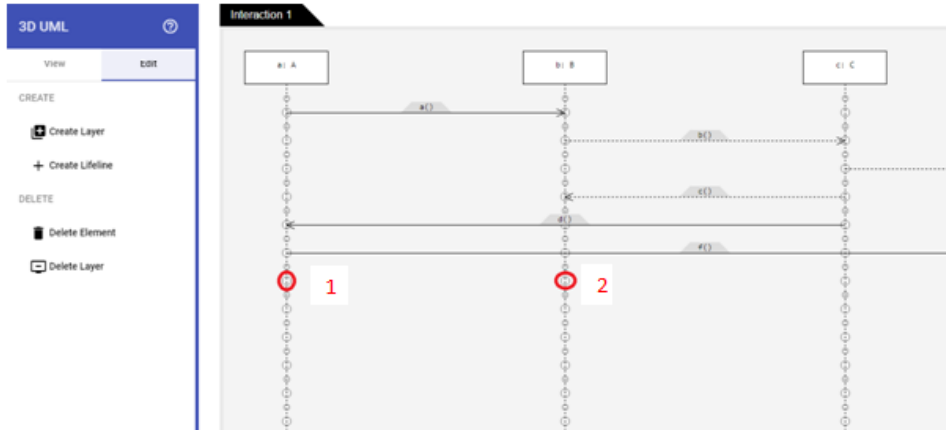 3D UML
View
Edit
CREATE
Create Layer
Create Lifeline
DELETE
Delete Element
Delete Layer
Interaction 1
a: A
b: B
c: C
a()
b()
c()
d()
f()
1
2